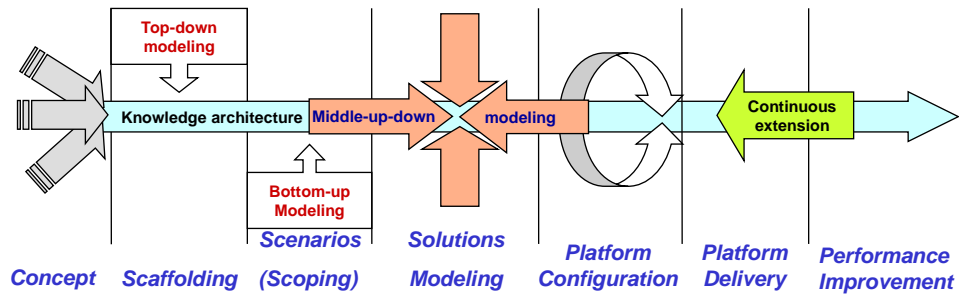 Top-down
modeling
Knowledge architecture
Middle-up-down
modeling
Continuous
extension
Bottom-up
Modeling
Concept
Scaffolding
Scenarios
(Scoping)
Solutions
Modeling
Platform
Configuration
Platform
Delivery
Performance
Improvement